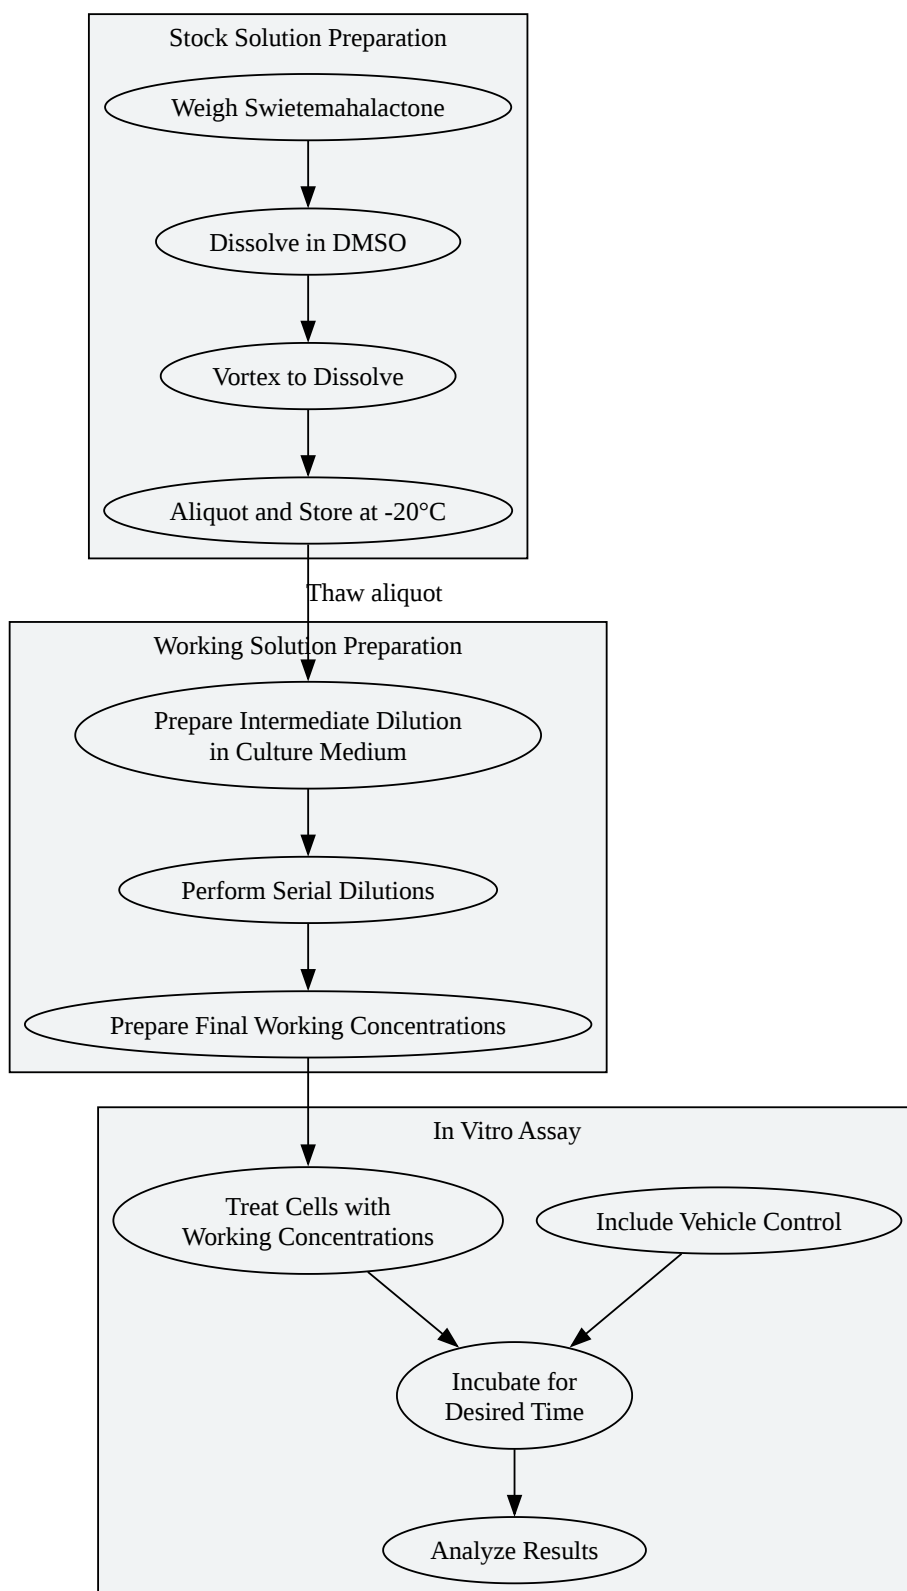 Stock Solution Preparation
Weigh Swietemahalactone
Dissolve in DMSO
Vortex to Dissolve
Aliquot and Store at -20°C
Thaw aliquot
Working Solution Preparation
Prepare Intermediate Dilution
in Culture Medium
Perform Serial Dilutions
Prepare Final Working Concentrations
In Vitro Assay
Treat Cells with
Working Concentrations
Include Vehicle Control
Incubate for
Desired Time
Analyze Results